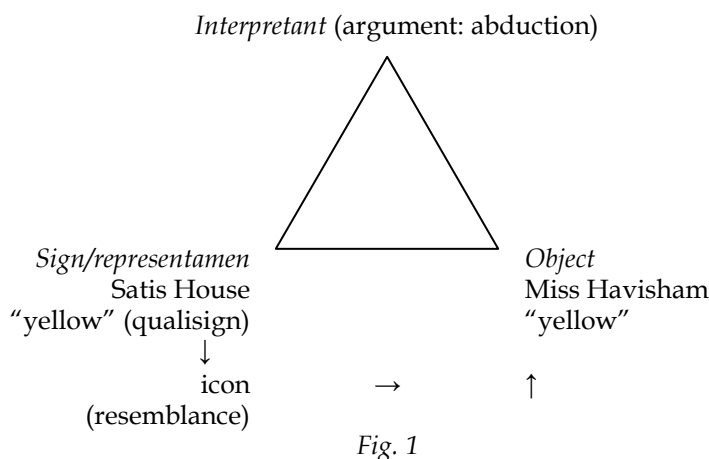 Interpretant (argument: abduction)
Sign/representamen Object
Satis House Miss Havisham
“yellow” (qualisign) “yellow”
↓
icon → ↑
(resemblance)
Fig. 1